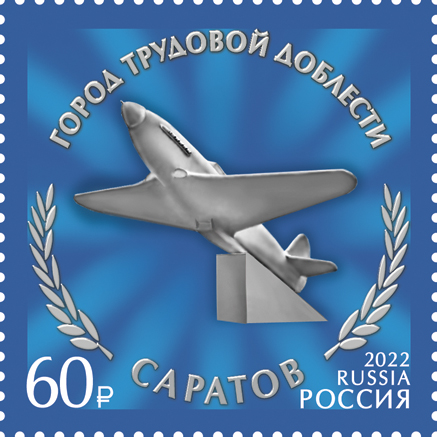 ГОРОД ТРУДОВОЙ ДОБЛЕСТИ
САРАТОВ
60₽
2022
RUSSIA
РОССИЯ